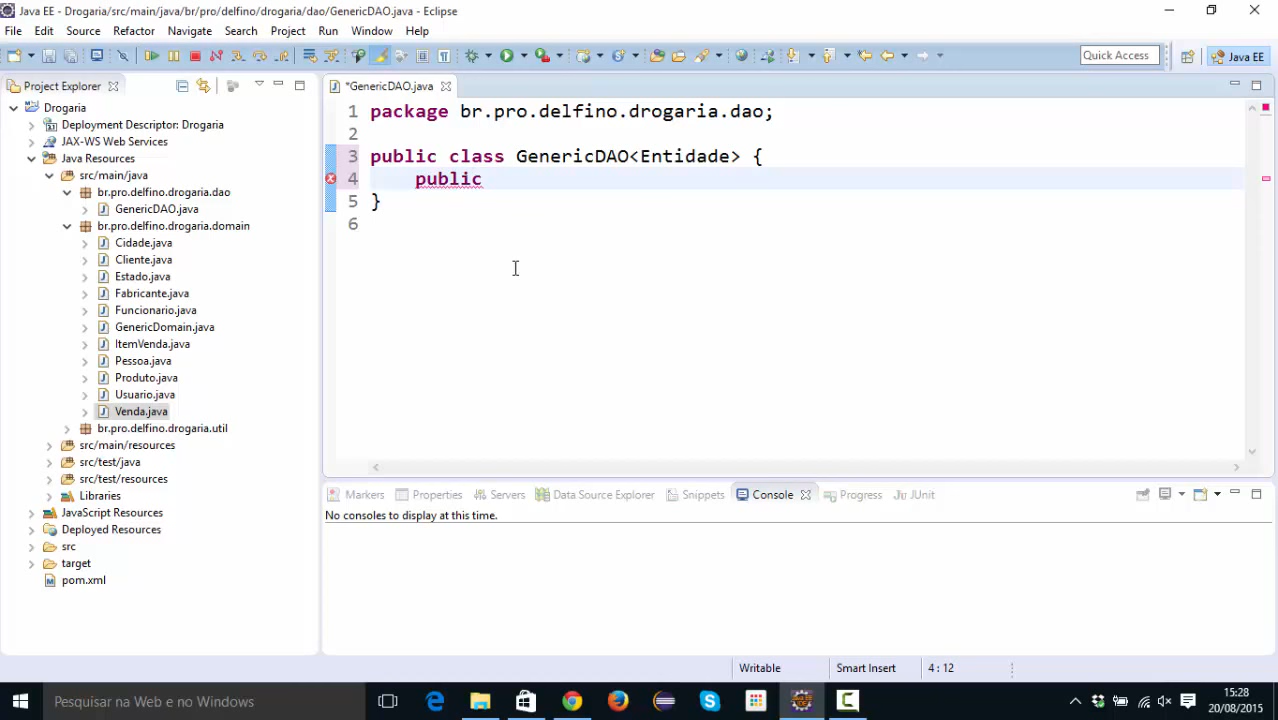 Java EE - Drogaria/src/main/java/br/pro/delfino/drogaria/dao/GenericDAO.java - Eclipse
File Edit Source Refactor Navigate Search Project Run Window Help
Quick Access
Java EE
Project Explorer
Drogaria
Deployment Descriptor: Drogaria
JAX-WS Web Services
Java Resources
src/main/java
br.pro.delfino.drogaria.dao
GenericDAO.java
br.pro.delfino.drogaria.domain
Cidade.java
Cliente.java
Estado.java
Fabricante.java
Funcionario.java
GenericDomain.java
ItemVenda.java
Pessoa.java
Produto.java
Usuario.java
Venda.java
br.pro.delfino.drogaria.util
src/main/resources
src/test/java
src/test/resources
Libraries
JavaScript Resources
Deployed Resources
src
target
pom.xml
*GenericDAO.java
1 package br.pro.delfino.drogaria.dao;
2
3 public class GenericDAO<Entidade> {
4 public
5 }
6
Markers Properties Servers Data Source Explorer Snippets Console Progress JUnit
No consoles to display at this time.
Writable Smart Insert 4 : 12
Pesquisar na Web e no Windows
15:28
20/08/2015